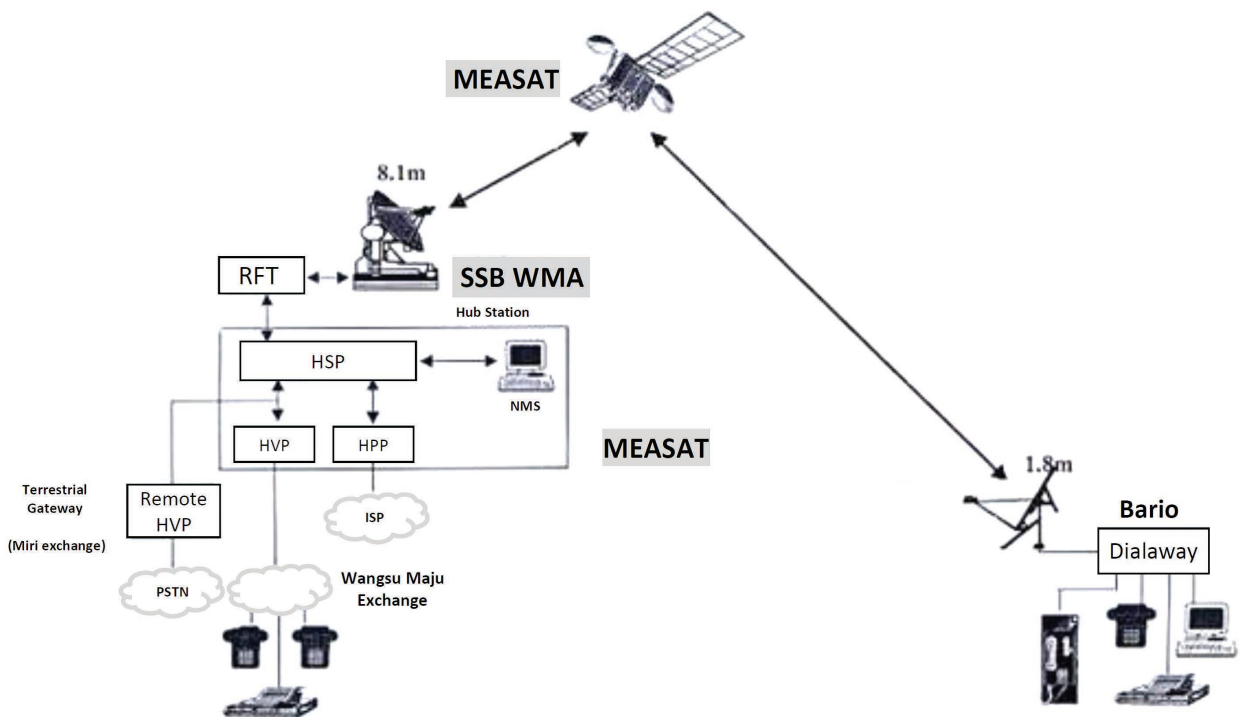 MEASAT
8.1m
RFT
SSB WMA
Hub Station
HSP
NMS
HVP
HPP
MEASAT
Terrestrial
Gateway
(Miri exchange)
Remote
HVP
ISP
PSTN
Wangsu Maju
Exchange
1.8m
Bario
Dialaway